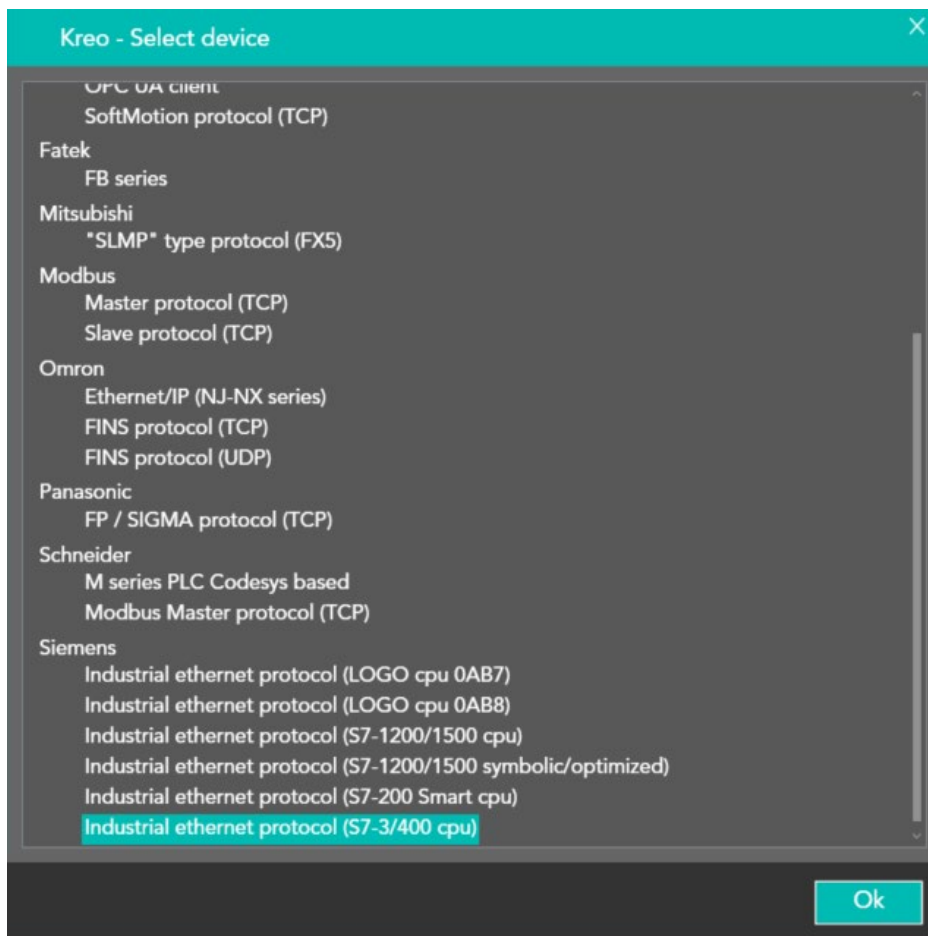 Kreo - Select device
OPC UA client
SoftMotion protocol (TCP)
Fatek
FB series
Mitsubishi
"SLMP" type protocol (FX5)
Modbus
Master protocol (TCP)
Slave protocol (TCP)
Omron
Ethernet/IP (NJ-NX series)
FINS protocol (TCP)
FINS protocol (UDP)
Panasonic
FP / SIGMA protocol (TCP)
Schneider
M series PLC Codesys based
Modbus Master protocol (TCP)
Siemens
Industrial ethernet protocol (LOGO cpu 0AB7)
Industrial ethernet protocol (LOGO cpu 0AB8)
Industrial ethernet protocol (S7-1200/1500 cpu)
Industrial ethernet protocol (S7-1200/1500 symbolic/optimized)
Industrial ethernet protocol (S7-200 Smart cpu)
Industrial ethernet protocol (S7-3/400 cpu)
Ok